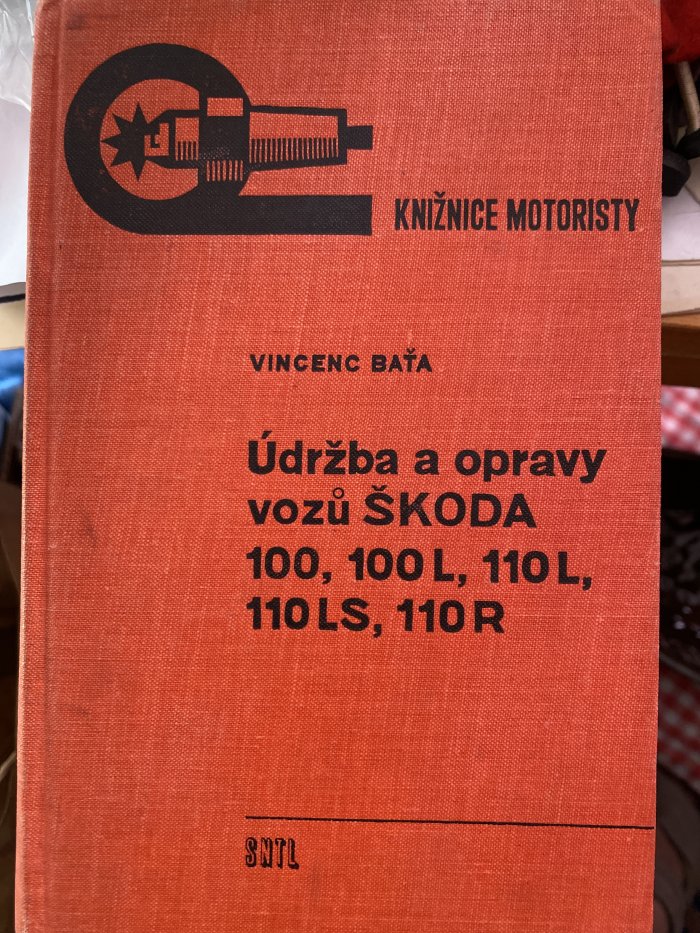 KNIŽNICE MOTORISTY
VINCENC BAŤA
Údržba a opravy
vozů ŠKODA
100, 100 L, 110 L,
110 LS, 110 R
SNTL